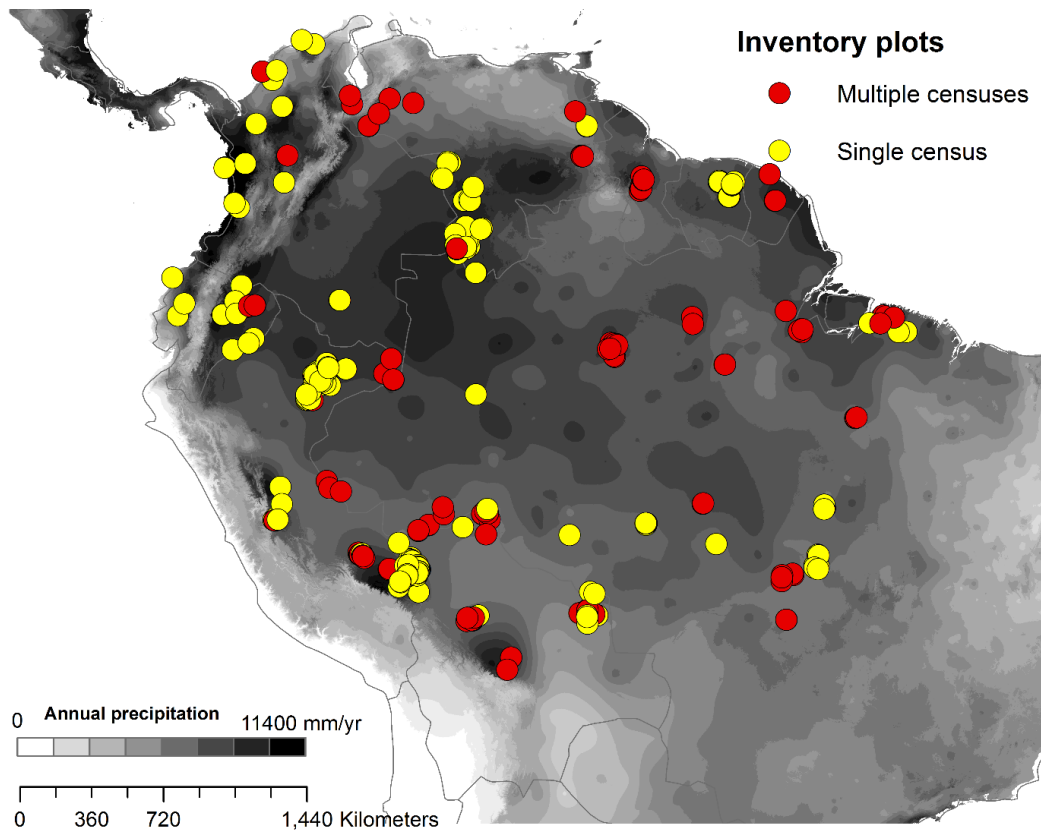 Inventory plots
Multiple censuses
Single census
0 Annual precipitation 11400 mm/yr
0 360 720 1,440 Kilometers